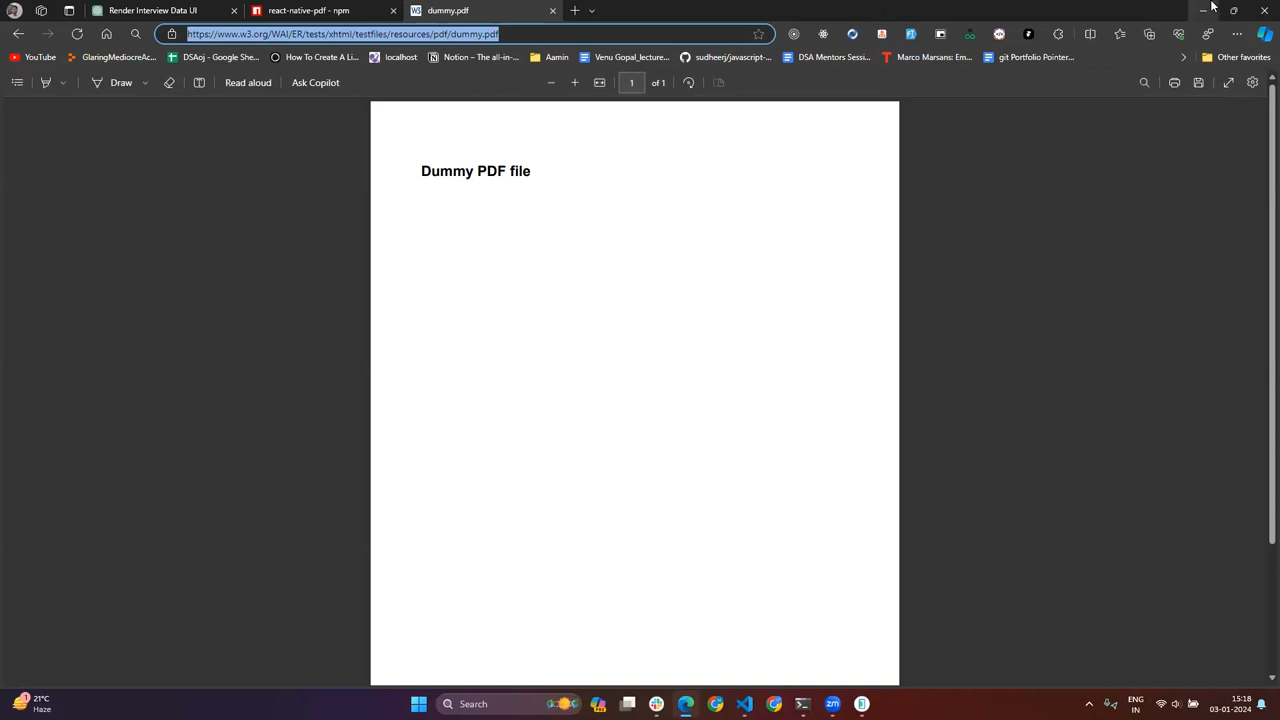 Render Interview Data UI
react-native-pdf - npm
dummy.pdf
https://www.w3.org/WAI/ER/tests/xhtml/testfiles/resources/pdf/dummy.pdf
YouTube
GlaringMediocreAc...
DSAoj - Google She...
How To Create A Li...
localhost
Notion – The all-in-...
Aamin
Venu Gopal_lecture...
sudheerj/javascript-...
DSA Mentors Sessio...
Marco Marsans: Em...
git Portfolio Pointer...
Other favorites
Draw
Read aloud
Ask Copilot
1
of 1
Dummy PDF file
21°C
Haze
Search
ENG
IN
15:18
03-01-2024